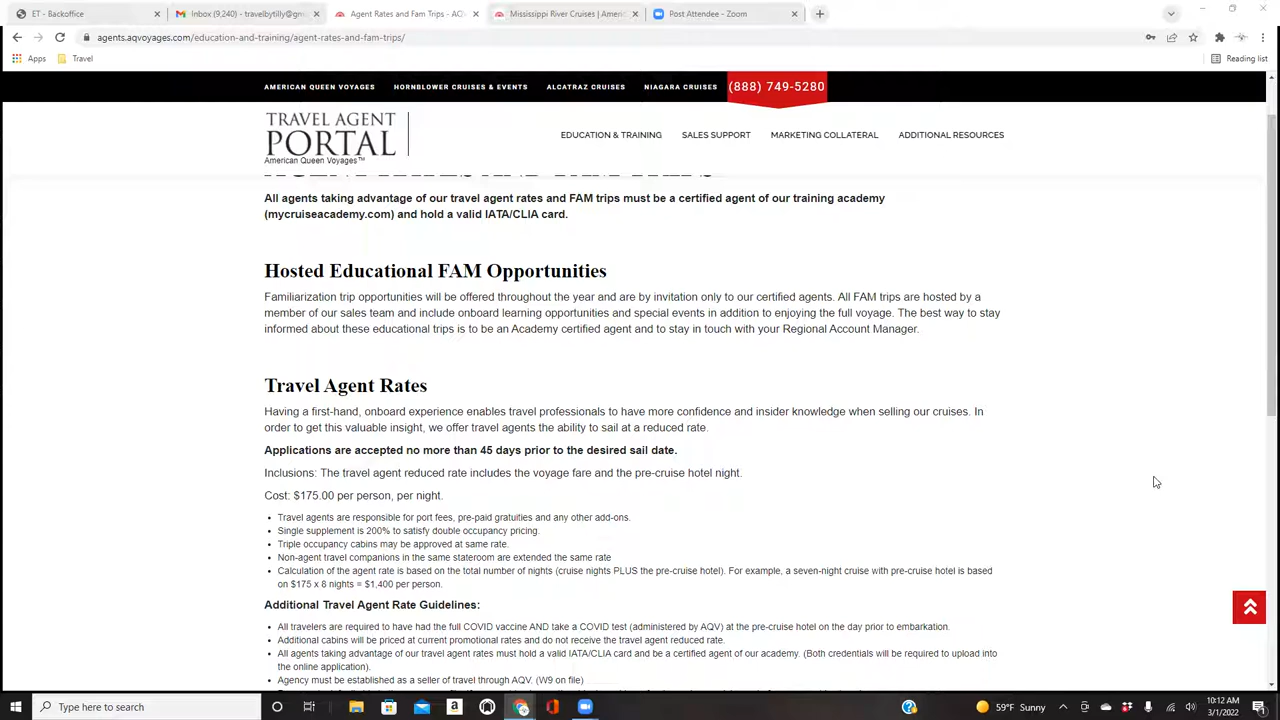 ET - Backoffice
Inbox (9,240) - travelbytilly@gm
Agent Rates and Fam Trips - AC
Mississippi River Cruises | Ameri
Post Attendee - Zoom
agents.aqvoyages.com/education-and-training/agent-rates-and-fam-trips/
Apps
Travel
Reading list
AMERICAN QUEEN VOYAGES
HORNBLOWER CRUISES & EVENTS
ALCATRAZ CRUISES
NIAGARA CRUISES
(888) 749-5280
TRAVEL AGENT
PORTAL
American Queen Voyages™
EDUCATION & TRAINING
SALES SUPPORT
MARKETING COLLATERAL
ADDITIONAL RESOURCES
All agents taking advantage of our travel agent rates and FAM trips must be a certified agent of our training academy
(mycruiseacademy.com) and hold a valid IATA/CLIA card.
Hosted Educational FAM Opportunities
Familiarization trip opportunities will be offered throughout the year and are by invitation only to our certified agents. All FAM trips are hosted by a
member of our sales team and include onboard learning opportunities and special events in addition to enjoying the full voyage. The best way to stay
informed about these educational trips is to be an Academy certified agent and to stay in touch with your Regional Account Manager.
Travel Agent Rates
Having a first-hand, onboard experience enables travel professionals to have more confidence and insider knowledge when selling our cruises. In
order to get this valuable insight, we offer travel agents the ability to sail at a reduced rate.
Applications are accepted no more than 45 days prior to the desired sail date.
Inclusions: The travel agent reduced rate includes the voyage fare and the pre-cruise hotel night.
Cost: $175.00 per person, per night.
• Travel agents are responsible for port fees, pre-paid gratuities and any other add-ons.
• Single supplement is 200% to satisfy double occupancy pricing.
• Triple occupancy cabins may be approved at same rate.
• Non-agent travel companions in the same stateroom are extended the same rate
• Calculation of the agent rate is based on the total number of nights (cruise nights PLUS the pre-cruise hotel). For example, a seven-night cruise with pre-cruise hotel is based
on $175 x 8 nights = $1,400 per person.
Additional Travel Agent Rate Guidelines:
• All travelers are required to have had the full COVID vaccine AND take a COVID test (administered by AQV) at the pre-cruise hotel on the day prior to embarkation.
• Additional cabins will be priced at current promotional rates and do not receive the travel agent reduced rate.
• All agents taking advantage of our travel agent rates must hold a valid IATA/CLIA card and be a certified agent of our academy. (Both credentials will be required to upload into
the online application).
• Agency must be established as a seller of travel through AQV. (W9 on file)
Type here to search
59°F Sunny
10:12 AM
3/1/2022